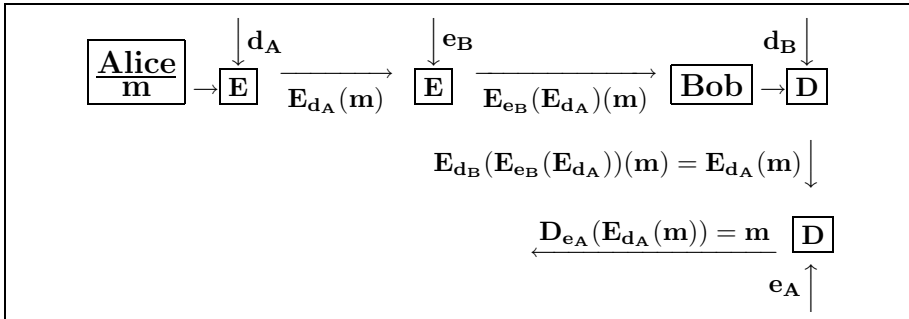 d_A e_B d_B
Alice
m → E E_{d_A}(m) E E_{e_B}(E_{d_A})(m) Bob → D
E_{d_B}(E_{e_B}(E_{d_A}))(m) = E_{d_A}(m)
D_{e_A}(E_{d_A}(m)) = m D
e_A